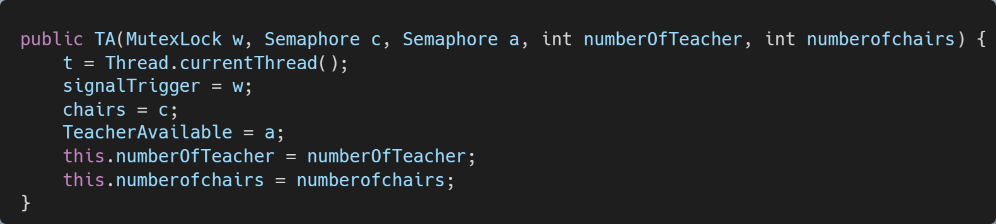 public TA(MutexLock w, Semaphore c, Semaphore a, int numberOfTeacher, int numberofchairs) {
    t = Thread.currentThread();
    signalTrigger = w;
    chairs = c;
    TeacherAvailable = a;
    this.numberOfTeacher = numberOfTeacher;
    this.numberofchairs = numberofchairs;
}